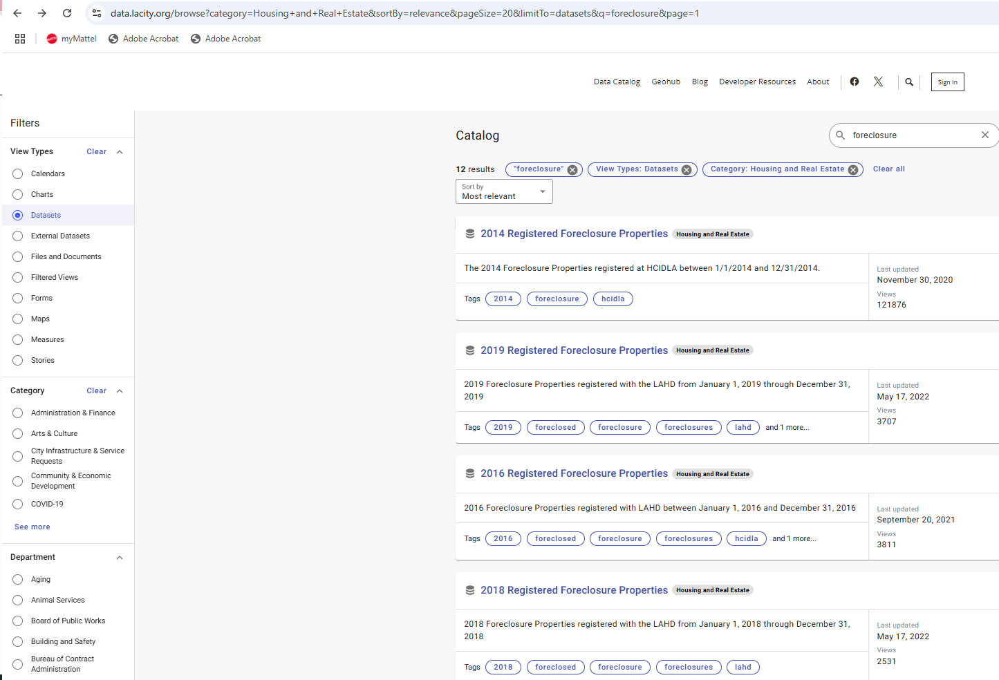 data.lacity.org/browse?category=Housing+and+Real+Estate&sortBy=relevance&pageSize=20&limitTo=datasets&q=foreclosure&page=1
myMattel Adobe Acrobat Adobe Acrobat
Data Catalog Geohub Blog Developer Resources About Sign In
Filters
View Types Clear
Calendars
Charts
Datasets
External Datasets
Files and Documents
Filtered Views
Forms
Maps
Measures
Stories
Category Clear
Administration & Finance
Arts & Culture
City Infrastructure & Service
Requests
Community & Economic
Development
COVID-19
See more
Department
Aging
Animal Services
Board of Public Works
Building and Safety
Bureau of Contract
Administration
Catalog
foreclosure
12 results "foreclosure" View Types: Datasets Category: Housing and Real Estate Clear all
Sort by
Most relevant
2014 Registered Foreclosure Properties Housing and Real Estate
The 2014 Foreclosure Properties registered at HCIDLA between 1/1/2014 and 12/31/2014.
Tags 2014 foreclosure hcidla
Last updated
November 30, 2020
Views
121876
2019 Registered Foreclosure Properties Housing and Real Estate
2019 Foreclosure Properties registered with the LAHD from January 1, 2019 through December 31,
2019
Tags 2019 foreclosed foreclosure foreclosures lahd and 1 more...
Last updated
May 17, 2022
Views
3707
2016 Registered Foreclosure Properties Housing and Real Estate
2016 Foreclosure Properties registered with LAHD between January 1, 2016 and December 31, 2016
Tags 2016 foreclosed foreclosure foreclosures hcidla and 1 more...
Last updated
September 20, 2021
Views
3811
2018 Registered Foreclosure Properties Housing and Real Estate
2018 Foreclosure Properties registered with the LAHD from January 1, 2018 through December 31,
2018
Tags 2018 foreclosed foreclosure foreclosures lahd
Last updated
May 17, 2022
Views
2531